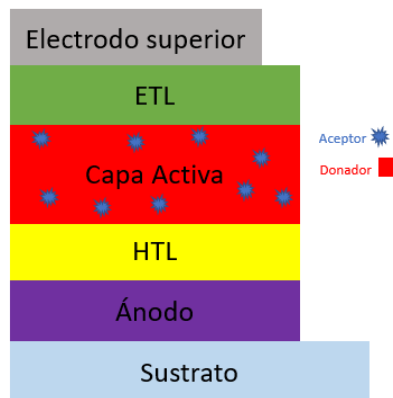 Electrodo superior
ETL
Aceptor
Capa Activa
Donador
HTL
Ánodo
Sustrato